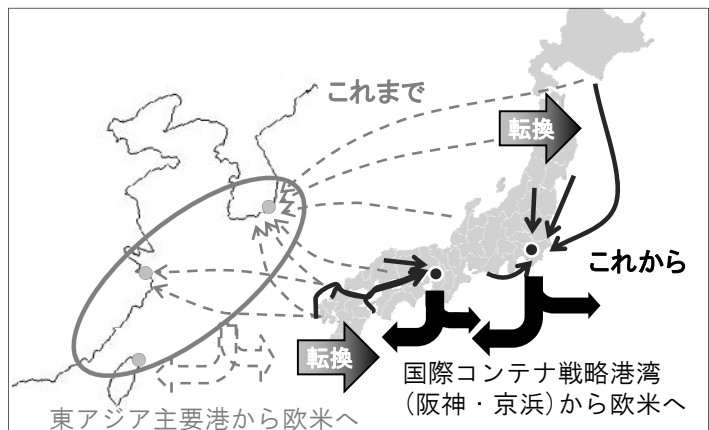 これまで
転換
これから
転換
国際コンテナ戦略港湾
(阪神・京浜)から欧米へ
東アジア主要港から欧米へ